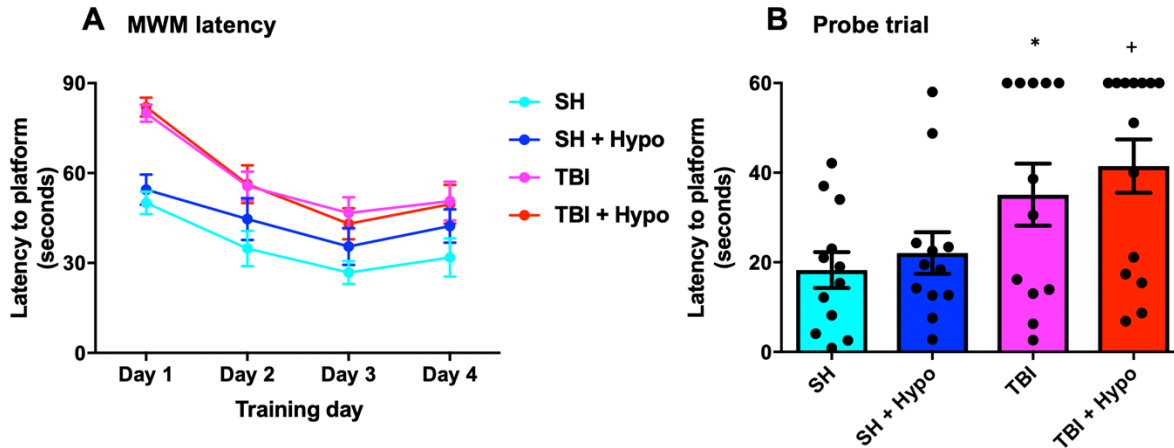 A MWM latency
90
60
30
0
Latency to platform
(seconds)
Day 1 Day 2 Day 3 Day 4
Training day
SH
SH + Hypo
TBI
TBI + Hypo
B Probe trial
* +
60
40
20
0
Latency to platform
(seconds)
SH
SH + Hypo
TBI
TBI + Hypo